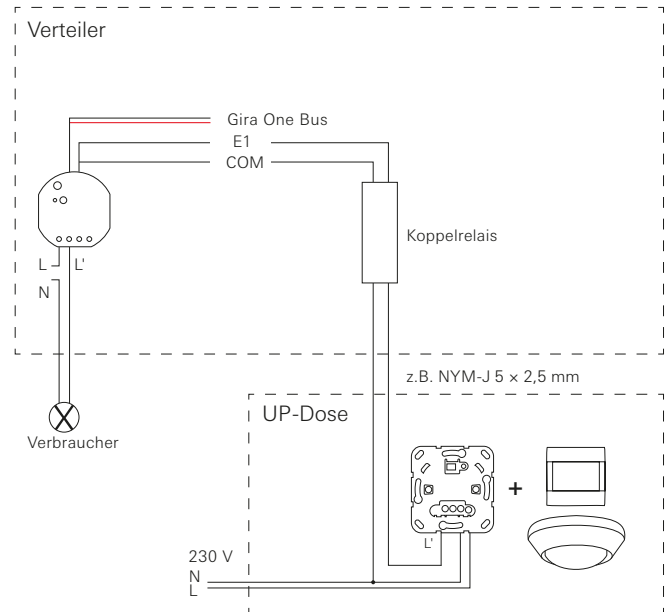 Verteiler
Gira One Bus
E1
COM
Koppelrelais
L
L'
N
z.B. NYM-J 5 × 2,5 mm
UP-Dose
Verbraucher
+
L'
230 V
N
L